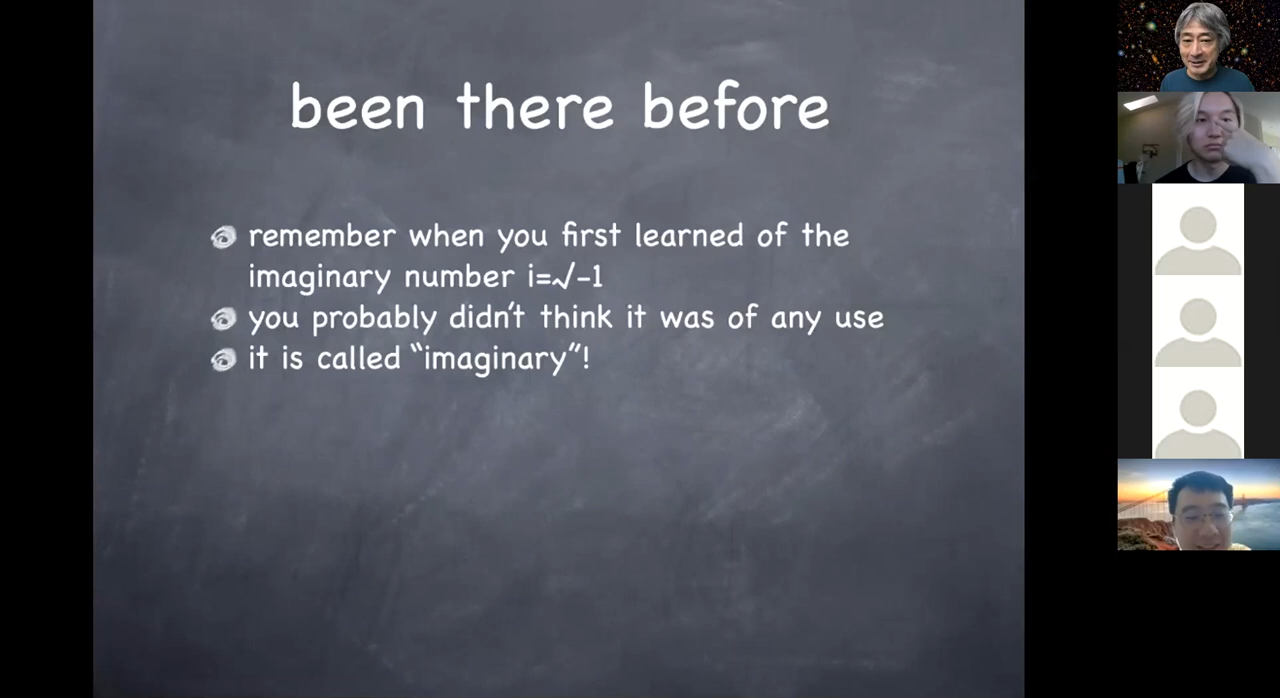 been there before
remember when you first learned of the
imaginary number i=√-1
you probably didn't think it was of any use
it is called “imaginary”!